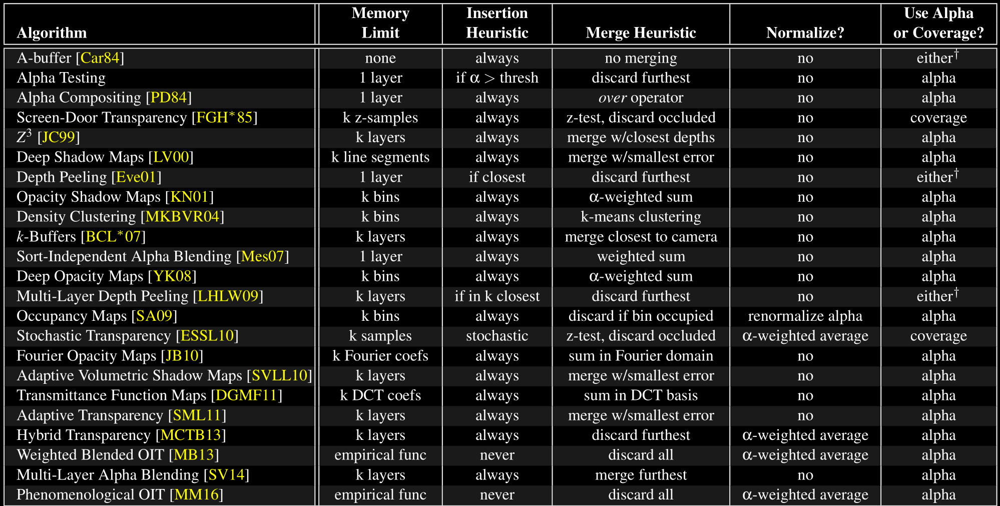 Algorithm | Memory Limit | Insertion Heuristic | Merge Heuristic | Normalize? | Use Alpha or Coverage?
A-buffer [Car84] | none | always | no merging | no | either†
Alpha Testing | 1 layer | if α > thresh | discard furthest | no | alpha
Alpha Compositing [PD84] | 1 layer | always | over operator | no | alpha
Screen-Door Transparency [FGH*85] | k z-samples | always | z-test, discard occluded | no | coverage
Z³ [JC99] | k layers | always | merge w/closest depths | no | alpha
Deep Shadow Maps [LV00] | k line segments | always | merge w/smallest error | no | alpha
Depth Peeling [Eve01] | 1 layer | if closest | discard furthest | no | either†
Opacity Shadow Maps [KN01] | k bins | always | α-weighted sum | no | alpha
Density Clustering [MKBVR04] | k bins | always | k-means clustering | no | alpha
k-Buffers [BCL*07] | k layers | always | merge closest to camera | no | alpha
Sort-Independent Alpha Blending [Mes07] | 1 layer | always | weighted sum | no | alpha
Deep Opacity Maps [YK08] | k bins | always | α-weighted sum | no | alpha
Multi-Layer Depth Peeling [LHLW09] | k layers | if in k closest | discard furthest | no | either†
Occupancy Maps [SA09] | k bins | always | discard if bin occupied | renormalize alpha | alpha
Stochastic Transparency [ESSL10] | k samples | stochastic | z-test, discard occluded | α-weighted average | coverage
Fourier Opacity Maps [JB10] | k Fourier coefs | always | sum in Fourier domain | no | alpha
Adaptive Volumetric Shadow Maps [SVLL10] | k layers | always | merge w/smallest error | no | alpha
Transmittance Function Maps [DGMF11] | k DCT coefs | always | sum in DCT basis | no | alpha
Adaptive Transparency [SML11] | k layers | always | merge w/smallest error | no | alpha
Hybrid Transparency [MCTB13] | k layers | always | discard furthest | α-weighted average | alpha
Weighted Blended OIT [MB13] | empirical func | never | discard all | α-weighted average | alpha
Multi-Layer Alpha Blending [SV14] | k layers | always | merge furthest | no | alpha
Phenomenological OIT [MM16] | empirical func | never | discard all | α-weighted average | alpha